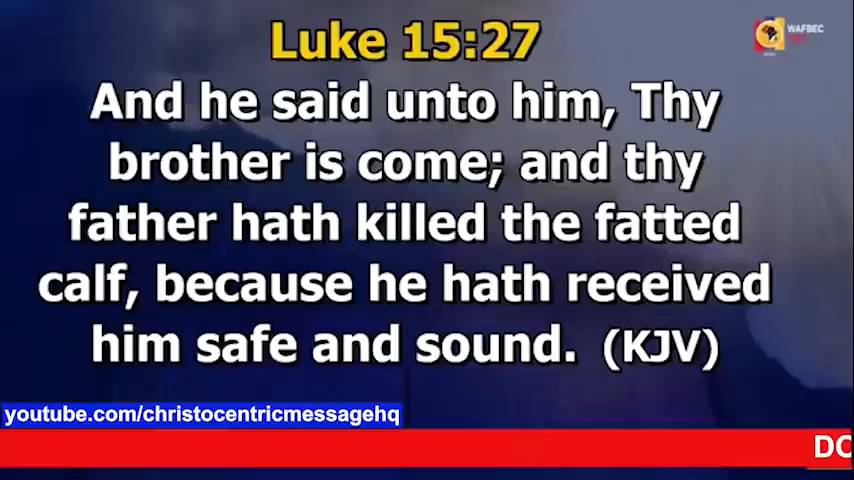 Luke 15:27
WAFBEC
And he said unto him, Thy
brother is come; and thy
father hath killed the fatted
calf, because he hath received
him safe and sound. (KJV)
youtube.com/christocentricmessagehq
DC